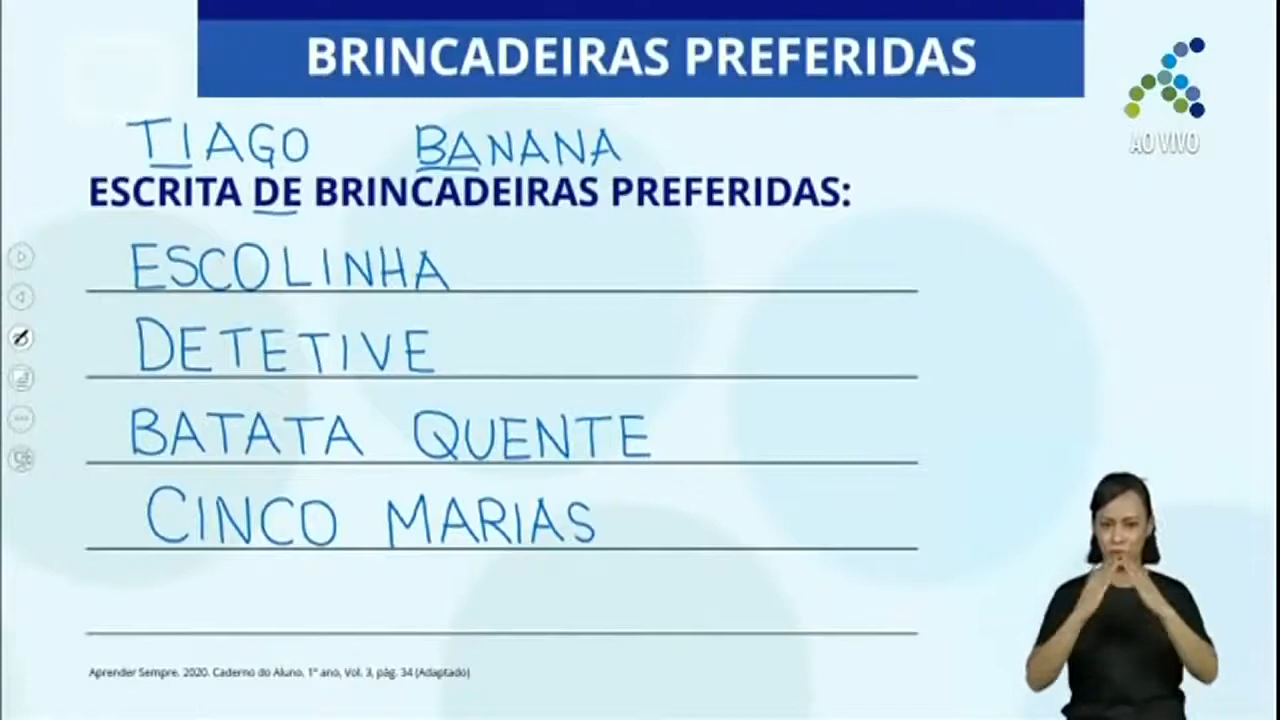 BRINCADEIRAS PREFERIDAS
AO VIVO
TIAGO BANANA
ESCRITA DE BRINCADEIRAS PREFERIDAS:
ESCOLINHA
DETETIVE
BATATA QUENTE
CINCO MARIAS
Aprender Sempre. 2020. Caderno do Aluno. 1º ano, Vol. 3, pág. 34 (Adaptado)